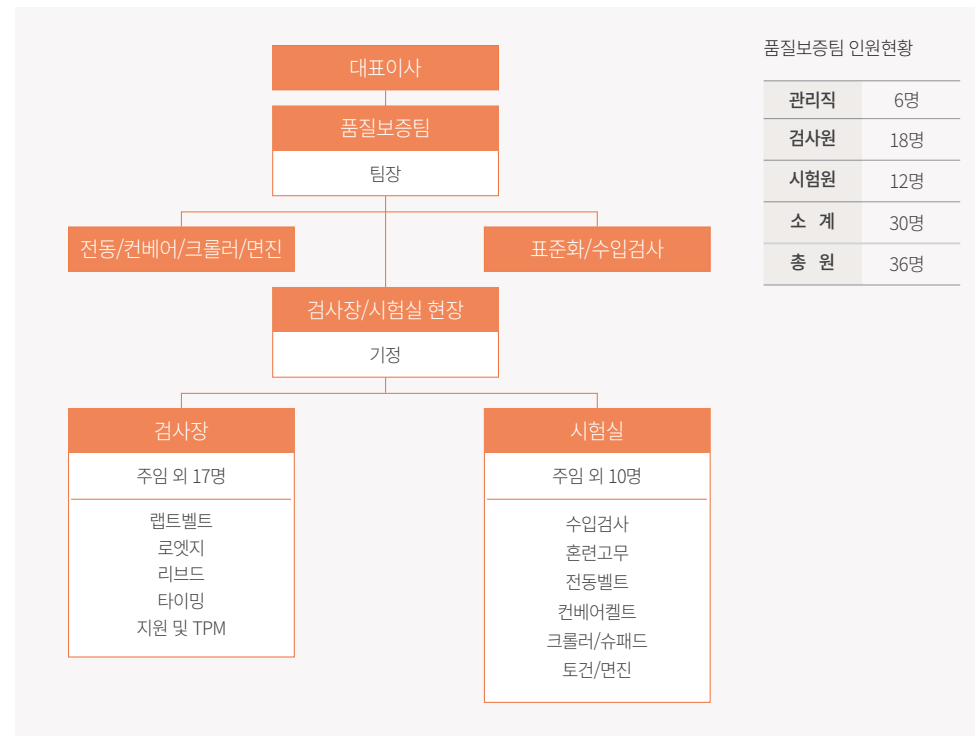 대표이사
품질보증팀
팀장
전동/컨베어/크롤러/면진
표준화/수입검사
검사장/시험실 현장
기정
검사장
주임 외 17명
랩트벨트
로엣지
리브드
타이밍
지원 및 TPM
시험실
주임 외 10명
수입검사
혼련고무
전동벨트
컨베어켈트
크롤러/슈패드
토건/면진
품질보증팀 인원현황
관리직 6명
검사원 18명
시험원 12명
소 계 30명
총 원 36명